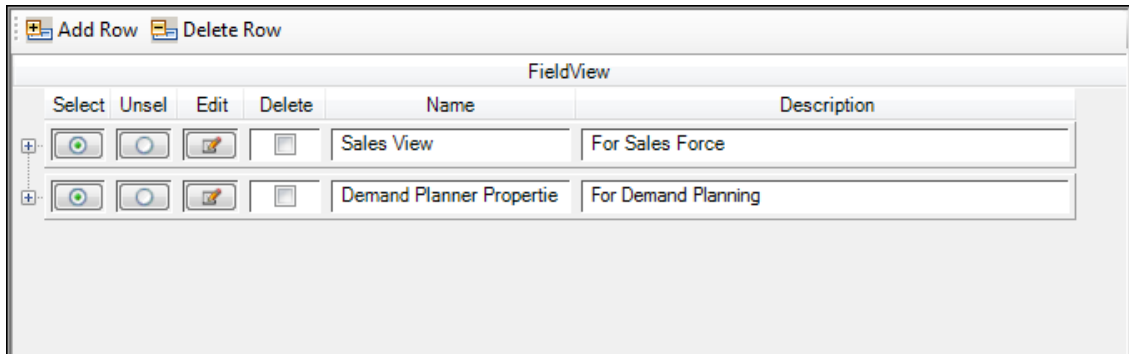 Add Row Delete Row
FieldView
Select Unsel Edit Delete Name Description
Sales View For Sales Force
Demand Planner Propertie For Demand Planning